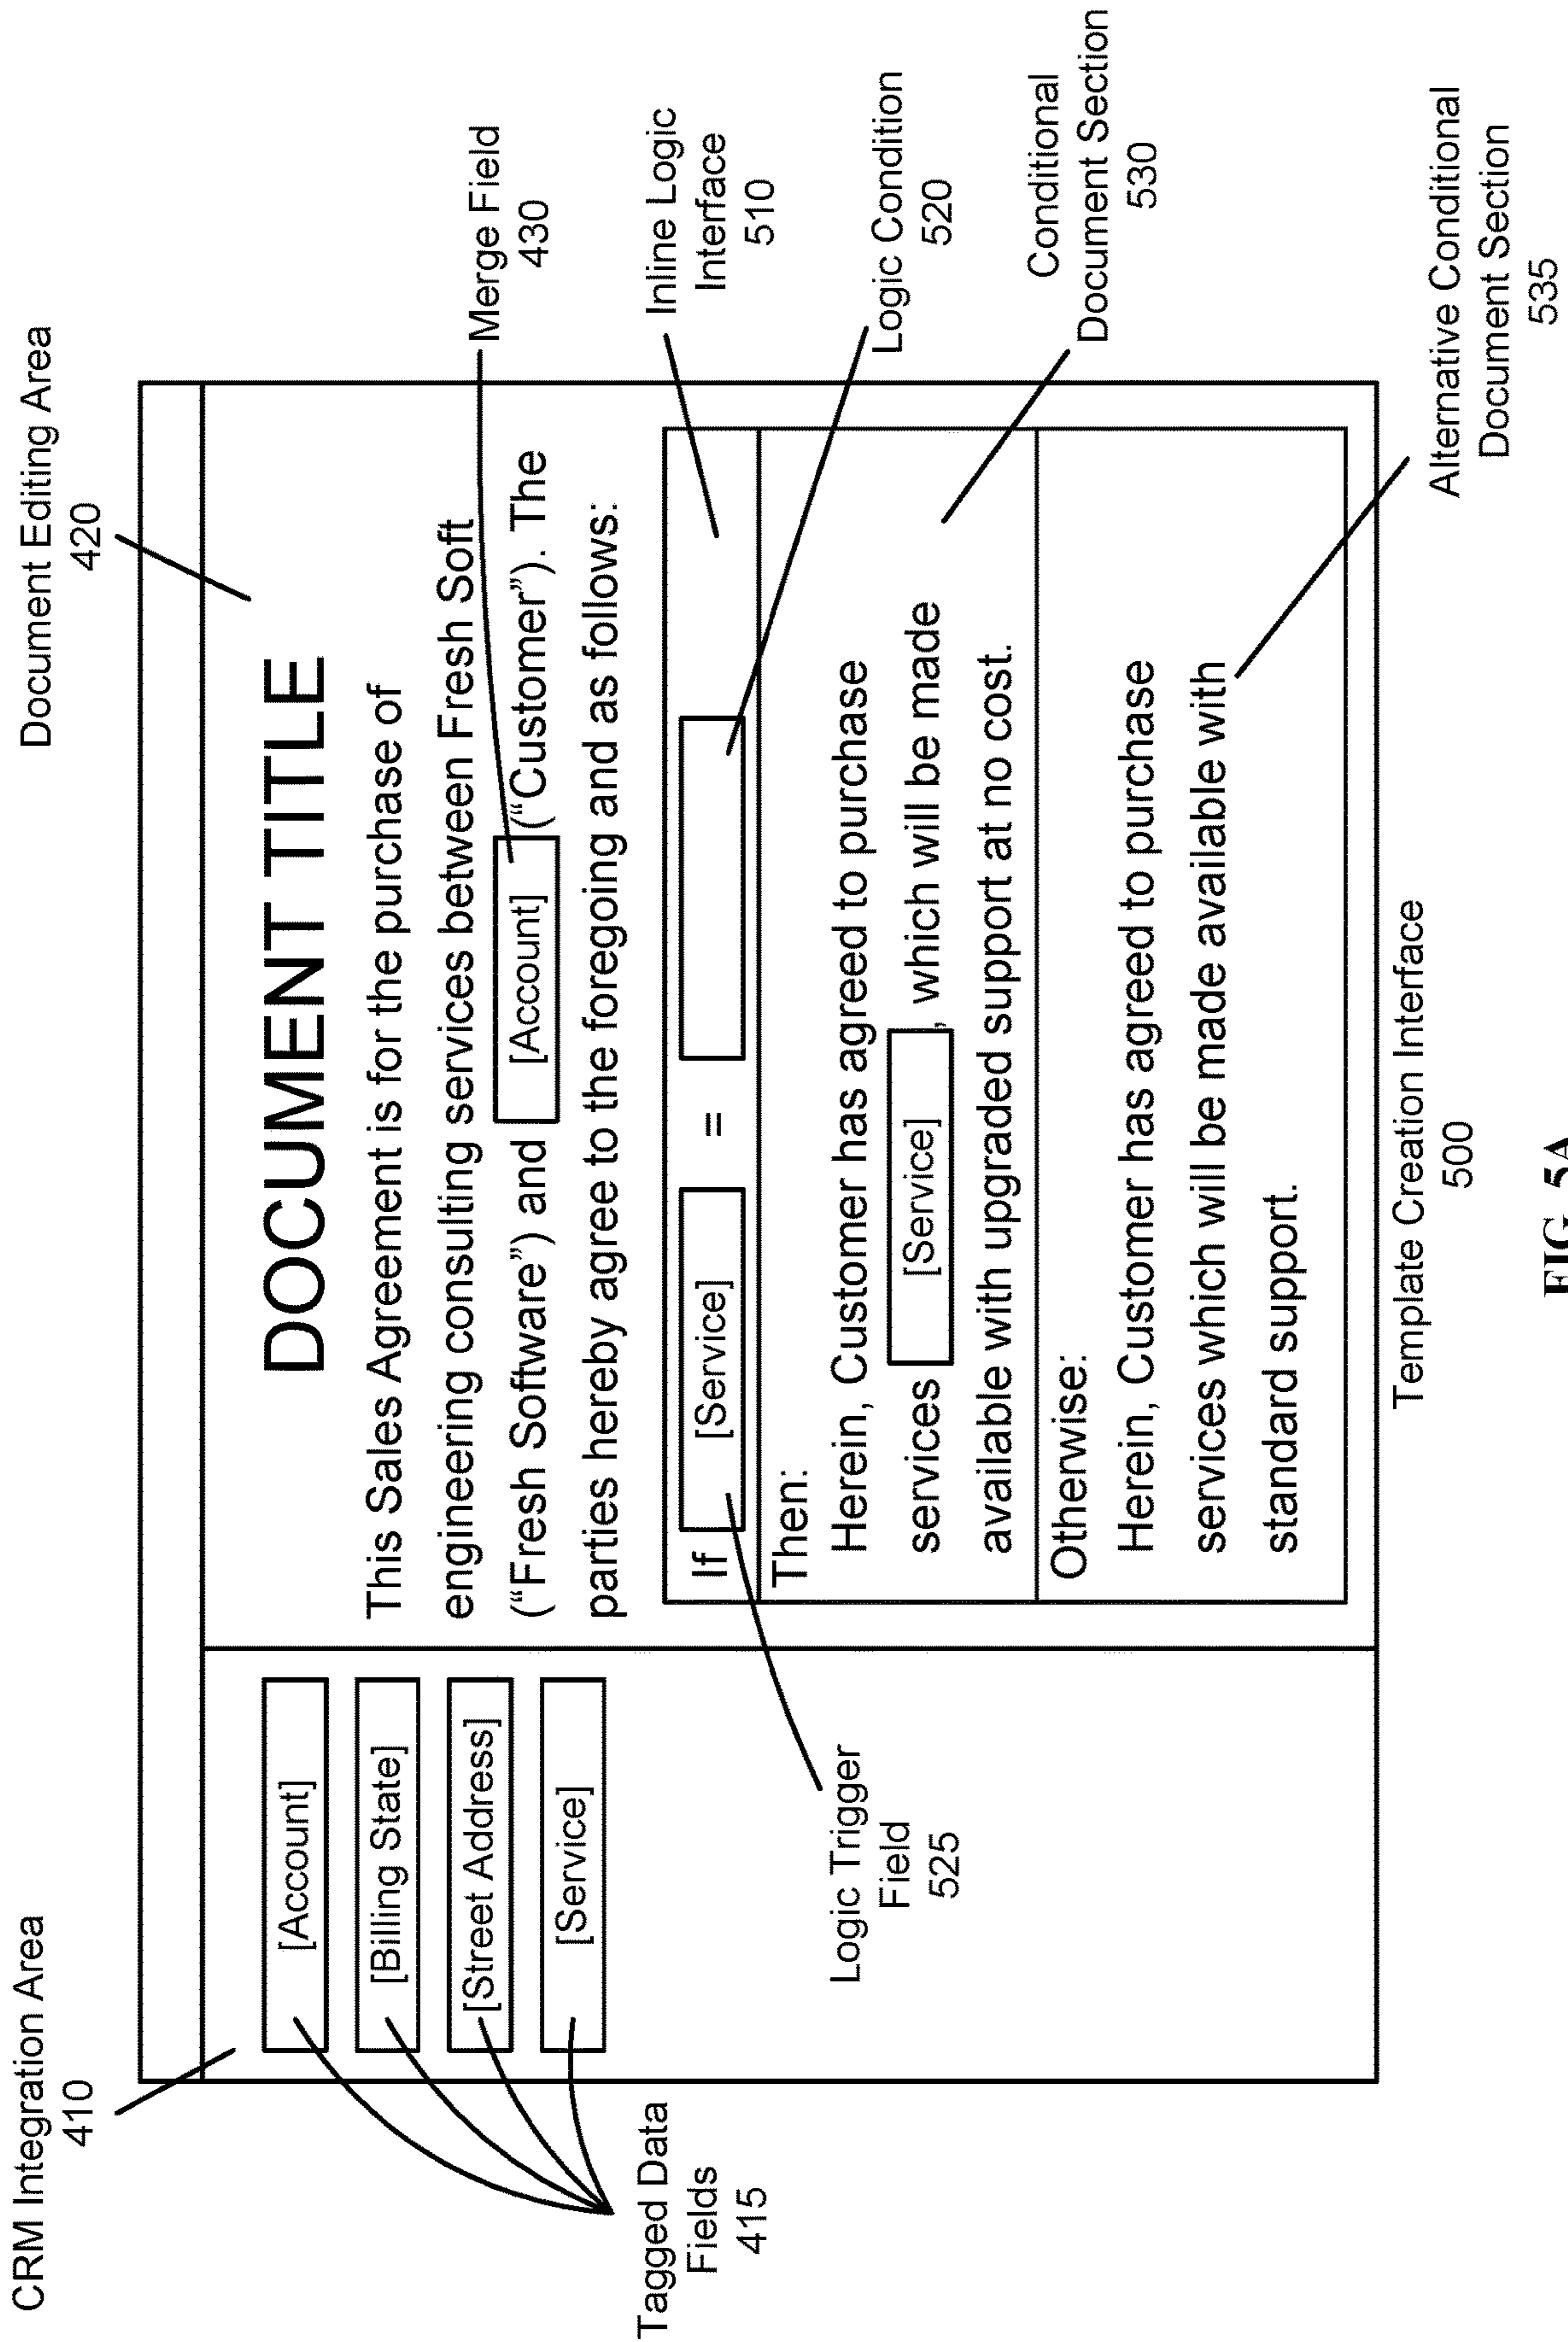 CRM Integration Area
410
Document Editing Area
420
[Account]
[Billing State]
[Street Address]
[Service]
Tagged Data
Fields
415
DOCUMENT TITLE
This Sales Agreement is for the purchase of
engineering consulting services between Fresh Soft
(“Fresh Software”) and [Account] (“Customer”). The
parties hereby agree to the foregoing and as follows:
Merge Field
430
If [Service] =
Inline Logic
Interface
510
Logic Condition
520
Logic Trigger
Field
525
Then:
Herein, Customer has agreed to purchase
services [Service], which will be made
available with upgraded support at no cost.
Conditional
Document Section
530
Otherwise:
Herein, Customer has agreed to purchase
services which will be made available with
standard support.
Alternative Conditional
Document Section
535
Template Creation Interface
500
FIG. 5A